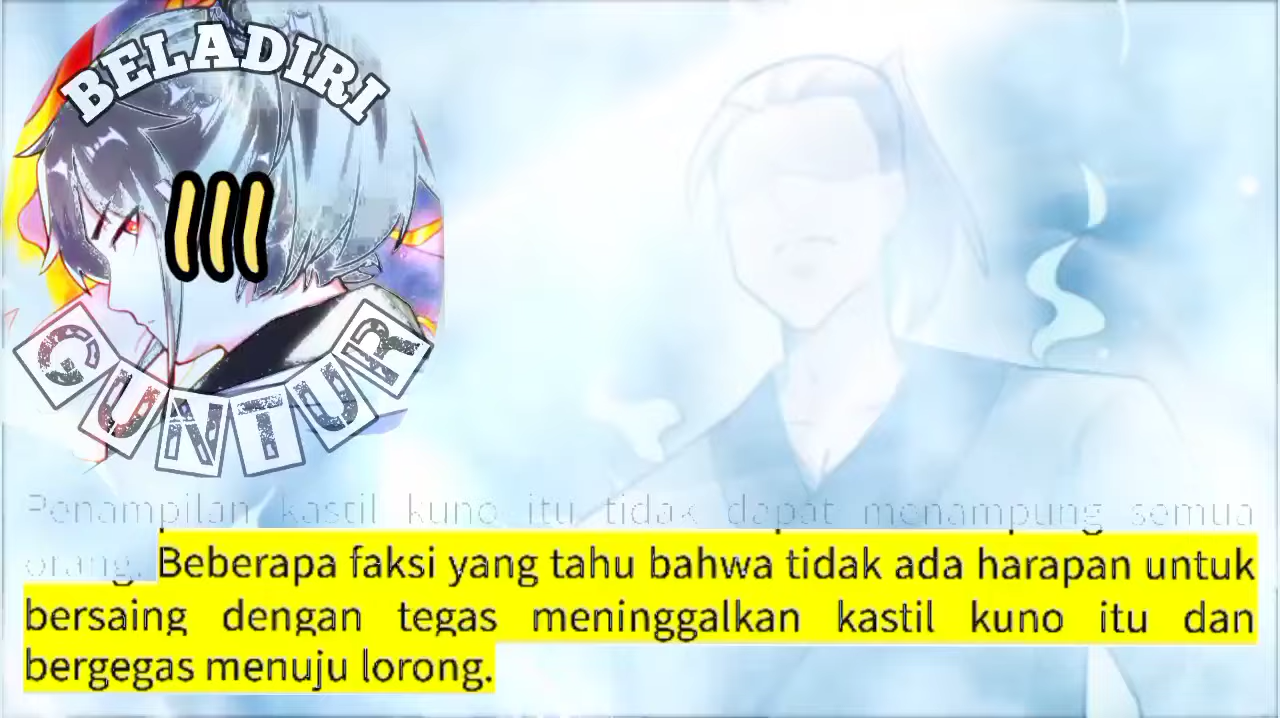 BELADIRI
III
GUNTUR
Penampilan kastil kuno itu tidak dapat menampung semua
orang. Beberapa faksi yang tahu bahwa tidak ada harapan untuk
bersaing dengan tegas meninggalkan kastil kuno itu dan
bergegas menuju lorong.